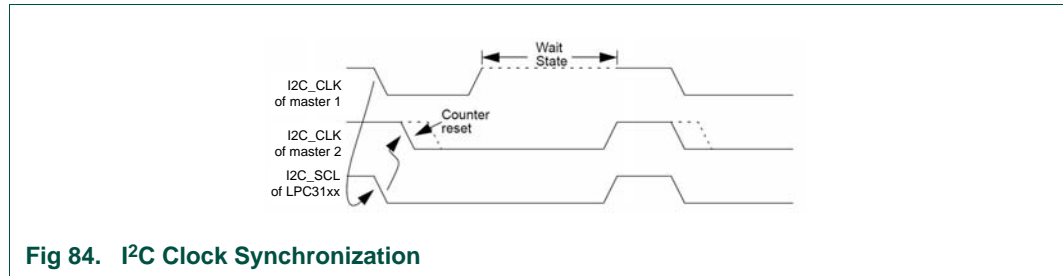 Wait
State
I2C_CLK
of master 1
Counter
reset
I2C_CLK
of master 2
I2C_SCL
of LPC31xx
Fig 84. I²C Clock Synchronization